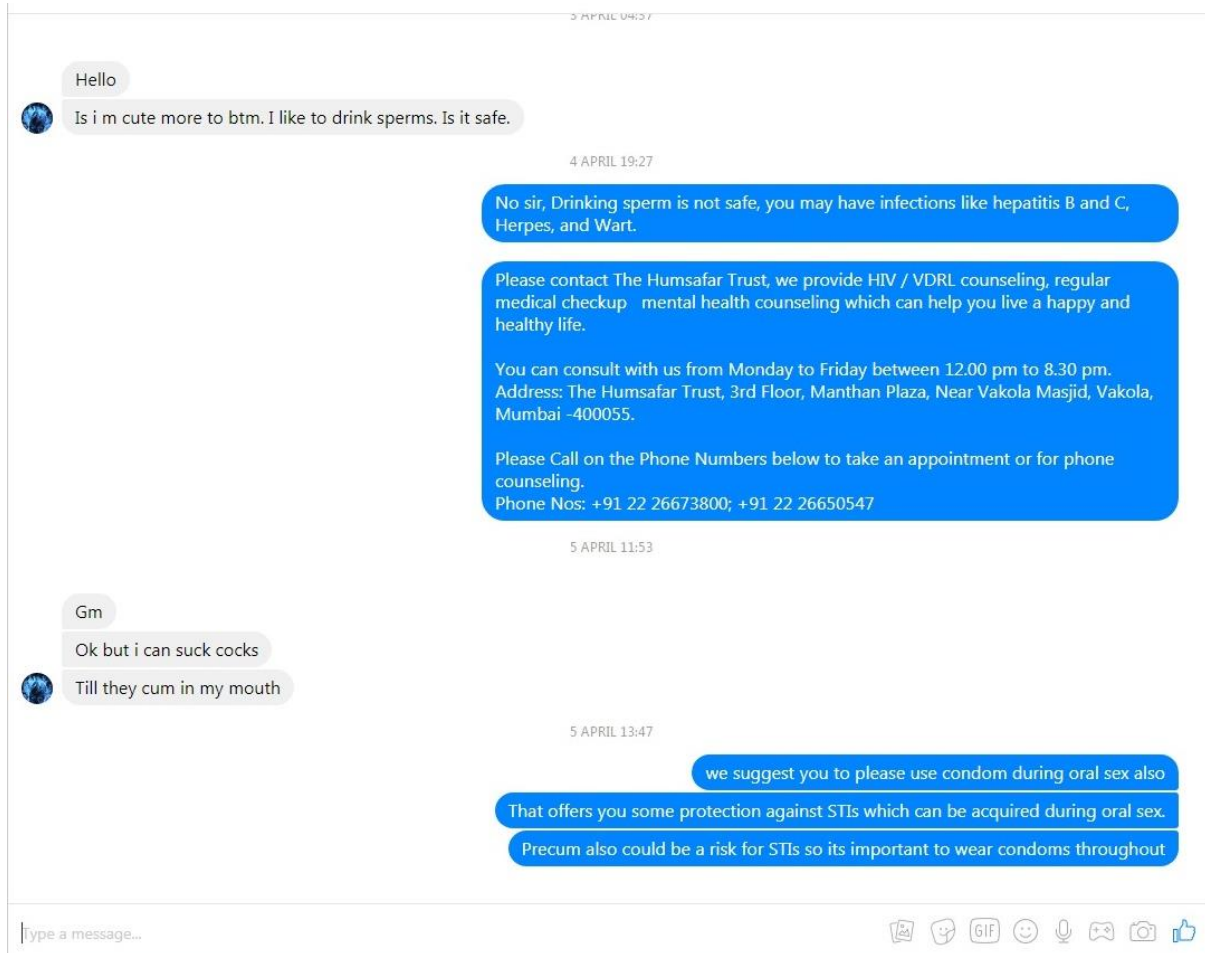 3 APRIL 04:57
Hello
Is i m cute more to btm. I like to drink sperms. Is it safe.
4 APRIL 19:27
No sir, Drinking sperm is not safe, you may have infections like hepatitis B and C,
Herpes, and Wart.
Please contact The Humsafar Trust, we provide HIV / VDRL counseling, regular
medical checkup   mental health counseling which can help you live a happy and
healthy life.
You can consult with us from Monday to Friday between 12.00 pm to 8.30 pm.
Address: The Humsafar Trust, 3rd Floor, Manthan Plaza, Near Vakola Masjid, Vakola,
Mumbai -400055.
Please Call on the Phone Numbers below to take an appointment or for phone
counseling.
Phone Nos: +91 22 26673800; +91 22 26650547
5 APRIL 11:53
Gm
Ok but i can suck cocks
Till they cum in my mouth
5 APRIL 13:47
we suggest you to please use condom during oral sex also
That offers you some protection against STIs which can be acquired during oral sex.
Precum also could be a risk for STIs so its important to wear condoms throughout
Type a message...
GIF